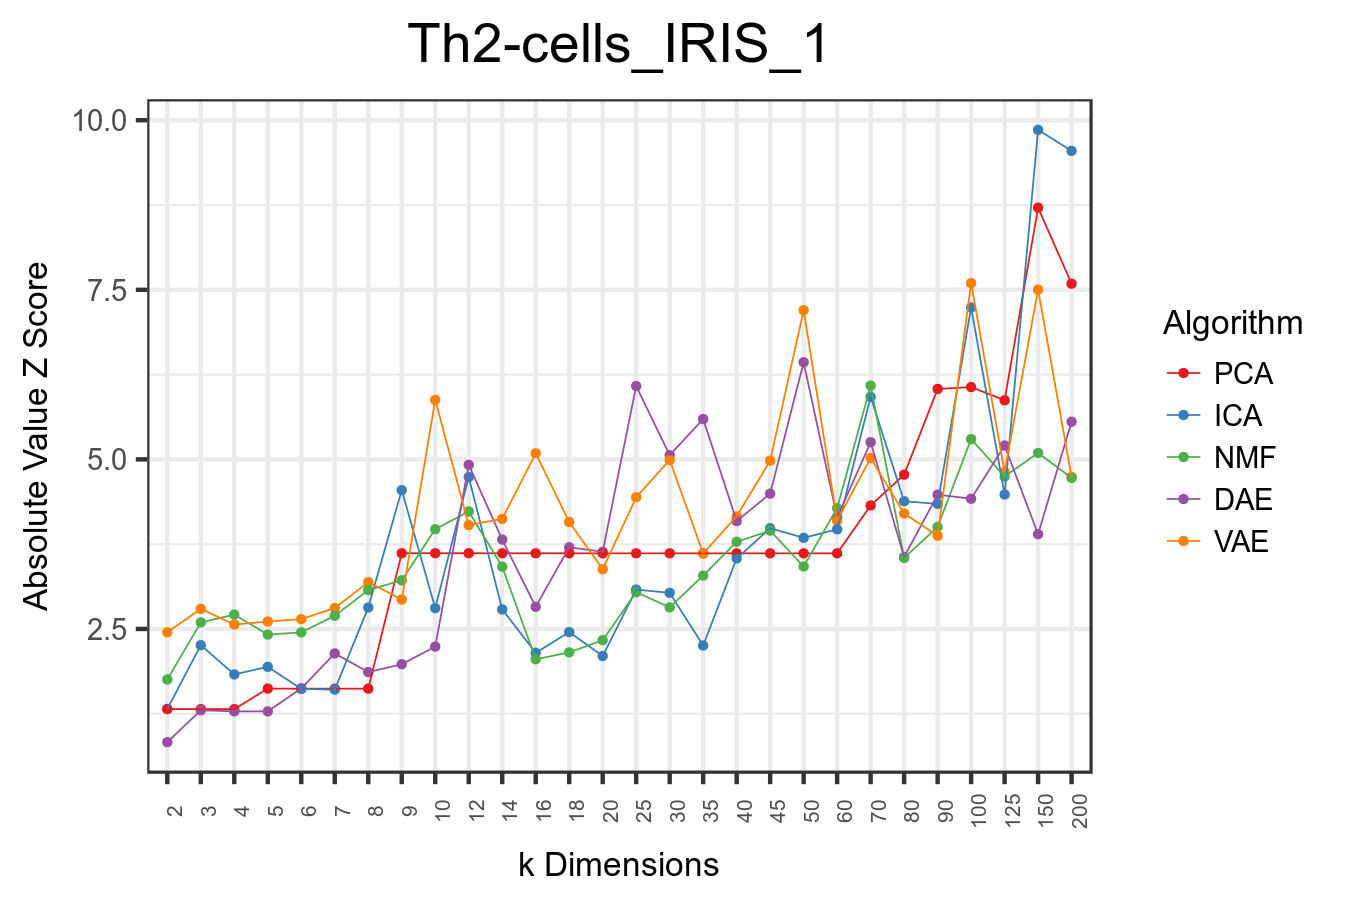 Th2-cells_IRIS_1
Absolute Value Z Score
10.0
7.5
5.0
2.5
2 3 4 5 6 7 8 9 10 12 14 16 18 20 25 30 35 40 45 50 60 70 80 90 100 125 150 200
k Dimensions
Algorithm
PCA
ICA
NMF
DAE
VAE